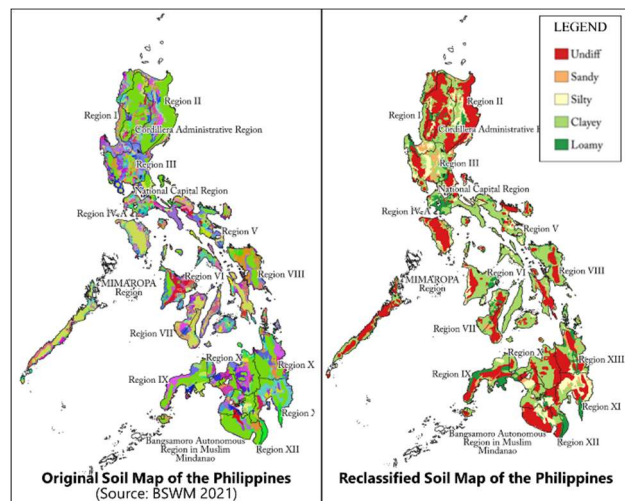 Region I
Region II
Cordillera Administrative Region
Region III
National Capital Region
Region IV-A
Region V
MIMAROPA
Region
Region VI
Region VIII
Region VII
Region X
Region X
Region IX
Bangsamoro Autonomous
Region in Muslim
Mindanao
Region XII
Original Soil Map of the Philippines
(Source: BSWM 2021)
LEGEND
Undiff
Sandy
Silty
Clayey
Loamy
Region I
Region II
Cordillera Administrative
Region III
National Capital Region
Region IV-A
Region V
MIMAROPA
Region
Region VI
Region VIII
Region VII
Region X
Region XIII
Region IX
Region XI
Bangsamoro Autonomous
Region in Muslim
Mindanao
Region XII
Reclassified Soil Map of the Philippines